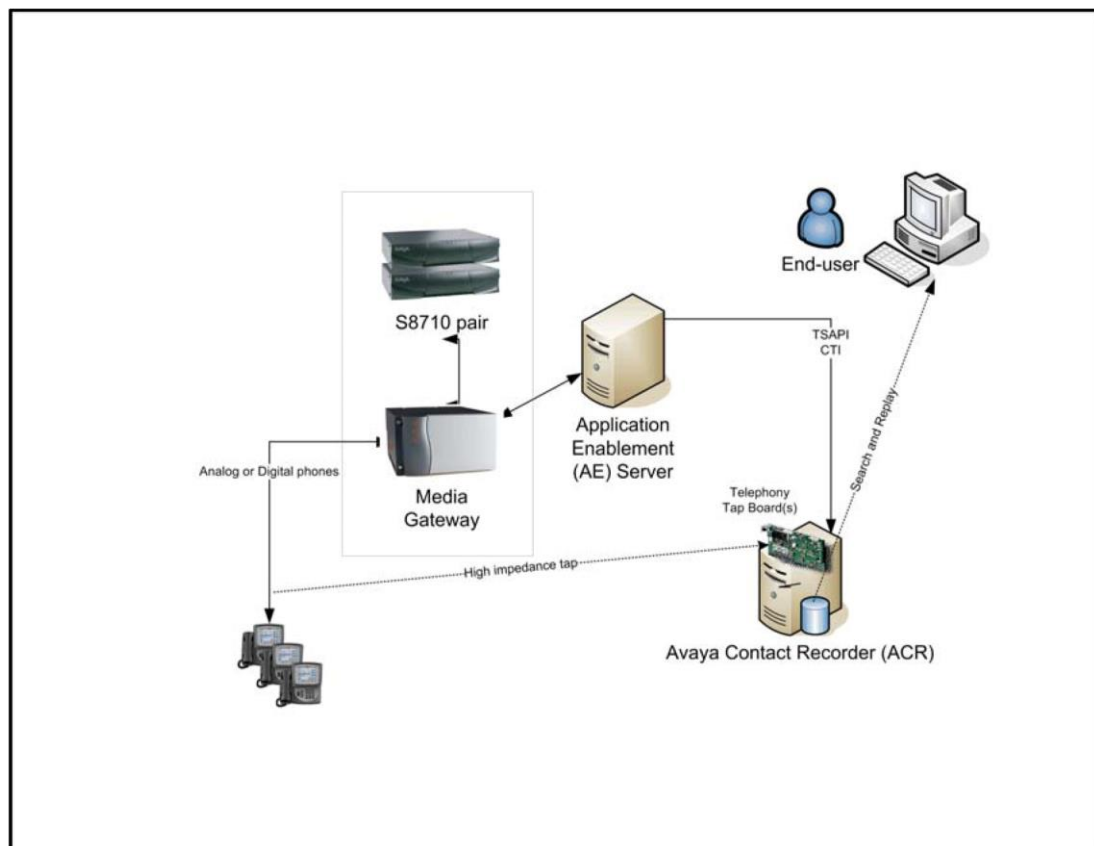 S8710 pair
End-user
TSAPI
CTI
Application
Enablement
(AE) Server
Search and Replay
Analog or Digital phones
Media
Gateway
Telephony
Tap Board(s)
High impedance tap
Avaya Contact Recorder (ACR)